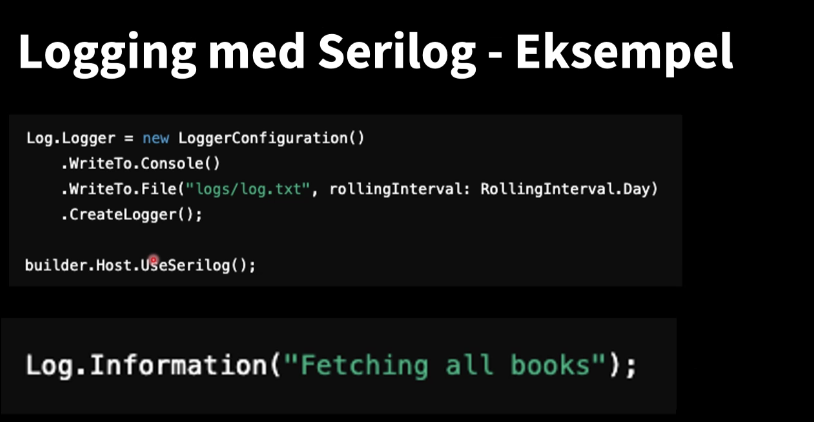 Logging med Serilog - Eksempel
Log.Logger = new LoggerConfiguration()
.WriteTo.Console()
.WriteTo.File("logs/log.txt", rollingInterval: RollingInterval.Day)
.CreateLogger();
builder.Host.UseSerilog();
Log.Information("Fetching all books");